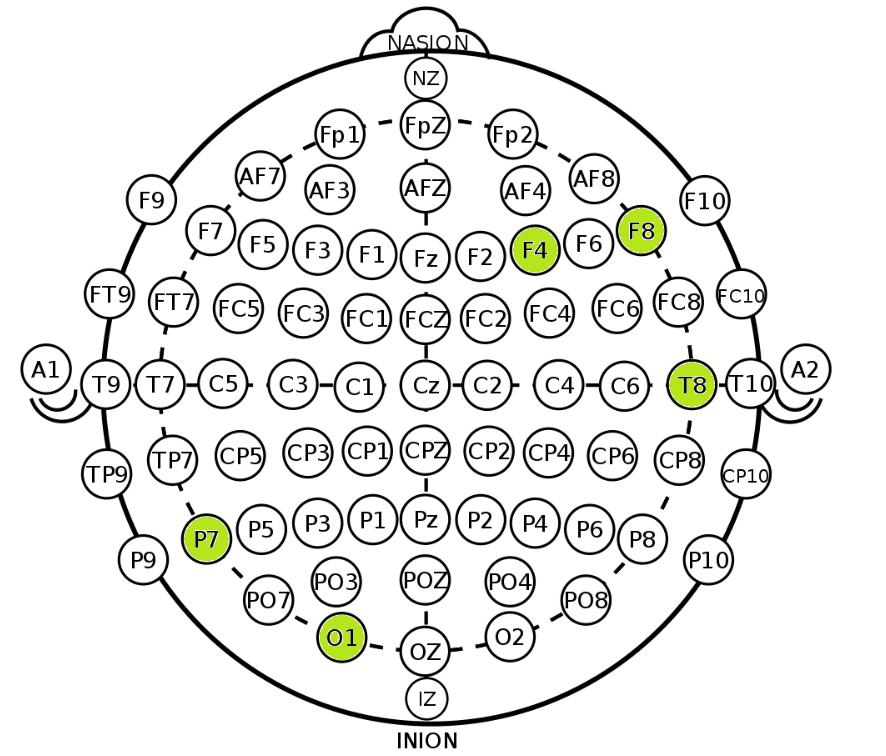 NASION
NZ
Fp1 FpZ Fp2
AF7 AF3 AFZ AF4 AF8
F9 F10
F7 F5 F3 F1 Fz F2 F4 F6 F8
FT9 FT7 FC5 FC3 FC1 FCZ FC2 FC4 FC6 FC8 FC10
A1 A2
T9 T7 C5 C3 C1 Cz C2 C4 C6 T8 T10
TP9 TP7 CP5 CP3 CP1 CPZ CP2 CP4 CP6 CP8 CP10
P9 P7 P5 P3 P1 Pz P2 P4 P6 P8 P10
PO7 PO3 POZ PO4 PO8
O1 OZ O2
IZ
INION